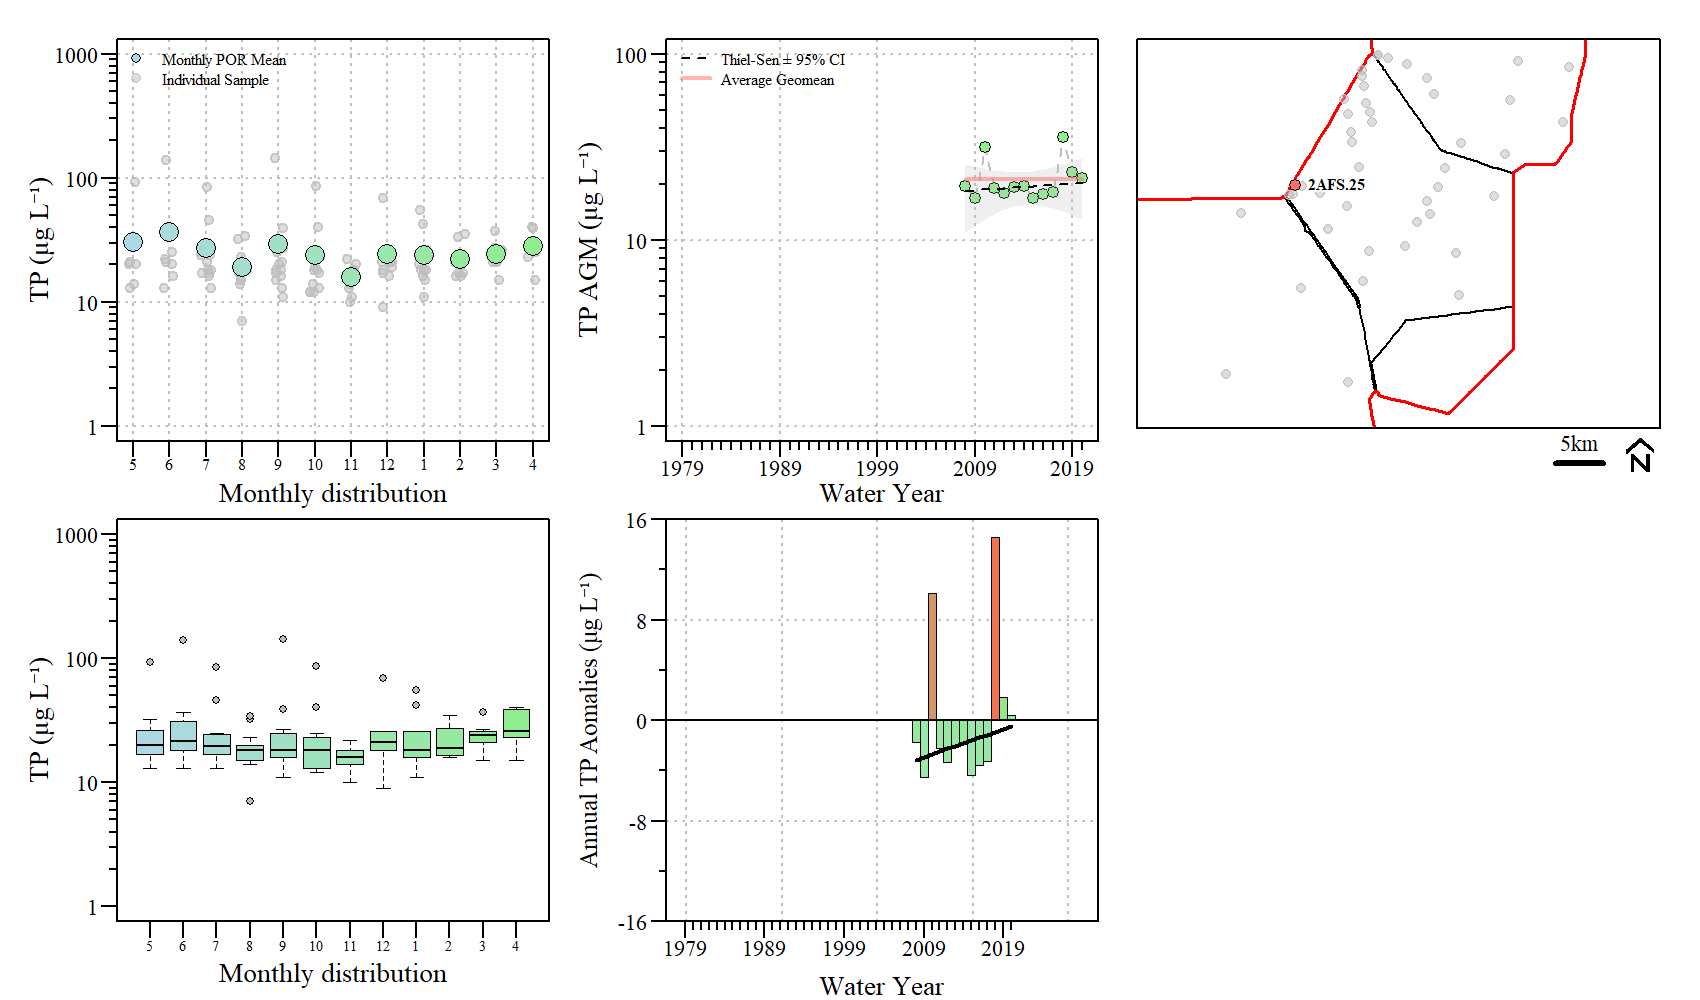 1000
100
10
1
TP (µg L⁻¹)
Monthly POR Mean
Individual Sample
5 6 7 8 9 10 11 12 1 2 3 4
Monthly distribution
100
10
1
TP AGM (µg L⁻¹)
Thiel-Sen ± 95% CI
Average Geomean
1979 1989 1999 2009 2019
Water Year
2AFS.25
5km
N
1000
100
10
1
TP (µg L⁻¹)
5 6 7 8 9 10 11 12 1 2 3 4
Monthly distribution
16
8
0
-8
-16
Annual TP Aomalies (µg L⁻¹)
1979 1989 1999 2009 2019
Water Year